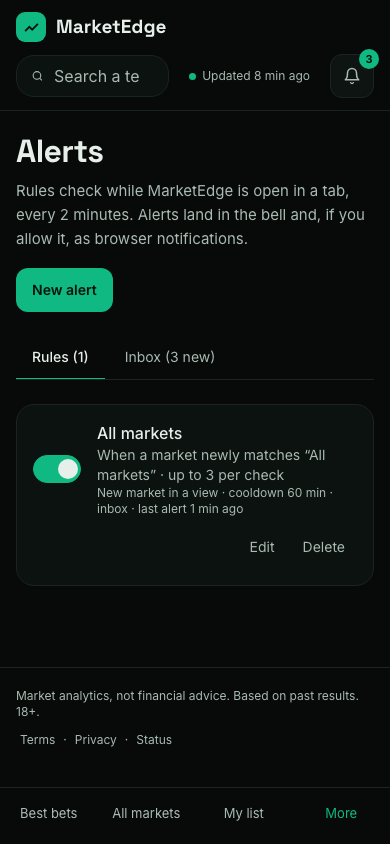 MarketEdge
Search a te
Updated 8 min ago
3
Alerts
Rules check while MarketEdge is open in a tab,
every 2 minutes. Alerts land in the bell and, if you
allow it, as browser notifications.
New alert
Rules (1)
Inbox (3 new)
All markets
When a market newly matches “All
markets” · up to 3 per check
New market in a view · cooldown 60 min ·
inbox · last alert 1 min ago
Edit
Delete
Market analytics, not financial advice. Based on past results.
18+.
Terms · Privacy · Status
Best bets
All markets
My list
More